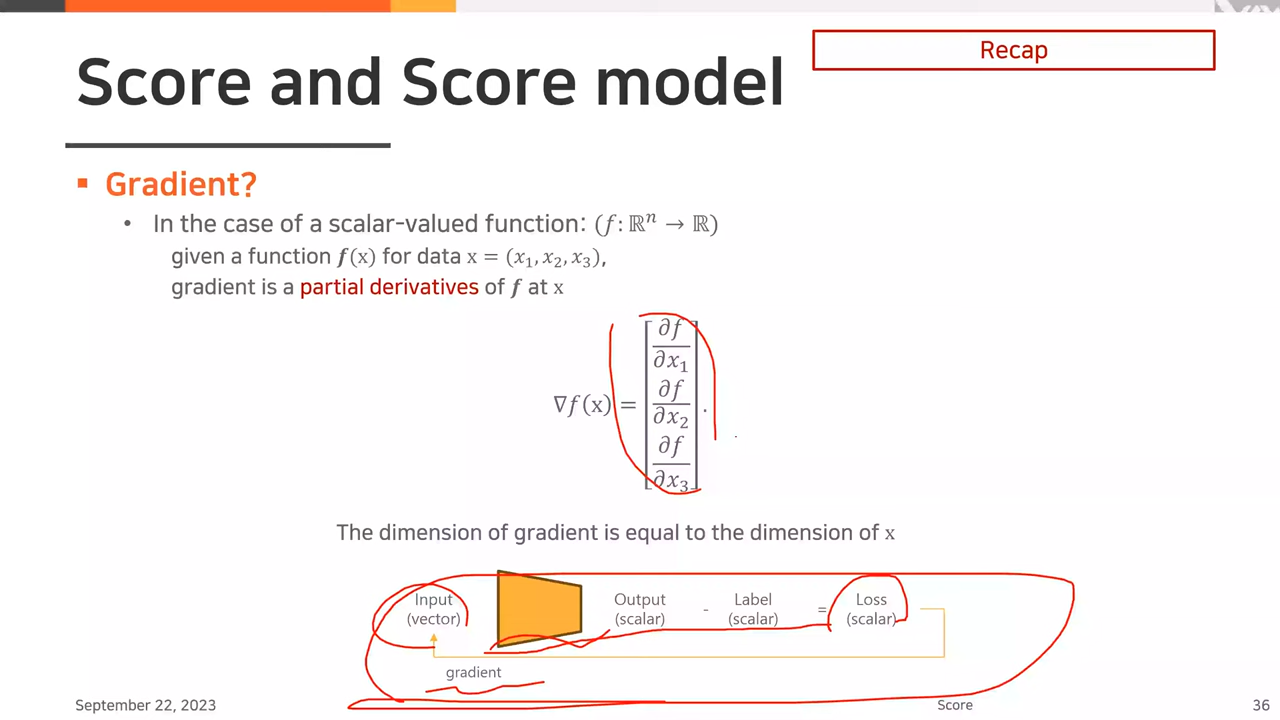 Recap
Score and Score model
▪ Gradient?
• In the case of a scalar-valued function: (f: ℝⁿ → ℝ)
given a function f(x) for data x = (x₁, x₂, x₃),
gradient is a partial derivatives of f at x
∇f(x) = [∂f/∂x₁ ∂f/∂x₂ ∂f/∂x₃].
The dimension of gradient is equal to the dimension of x
Input Output Label Loss
(vector) (scalar) - (scalar) = (scalar)
gradient
September 22, 2023 Score 36